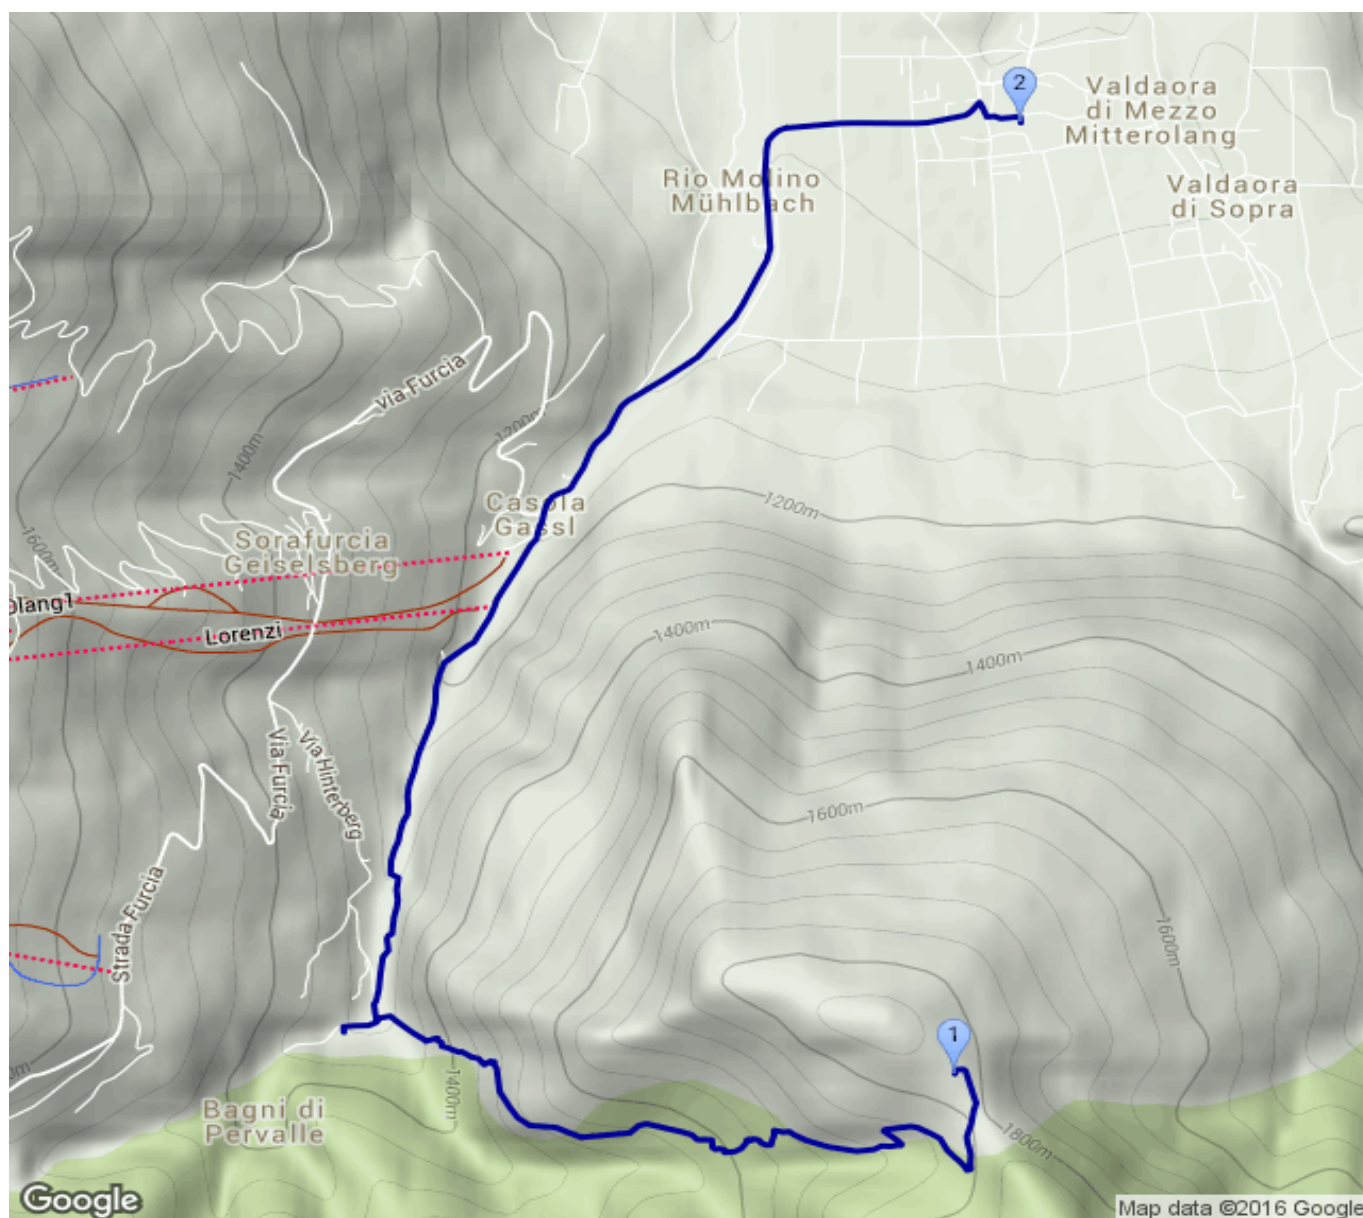 2
Valdaora
di Mezzo
Mitterolang
Rio Molino
Mühlbach
Valdaora
di Sopra
via Furcia
1200m
1400m
Casola
Gassl
1200m
1600m
Sorafurcia
Geiselsberg
Olang1
Lorenzi
1400m
1400m
Via Furcia
Via Hinterberg
1600m
Strada Furcia
1600m
1
1400m
Bagni di
Pervalle
1800m
Google
Map data ©2016 Google